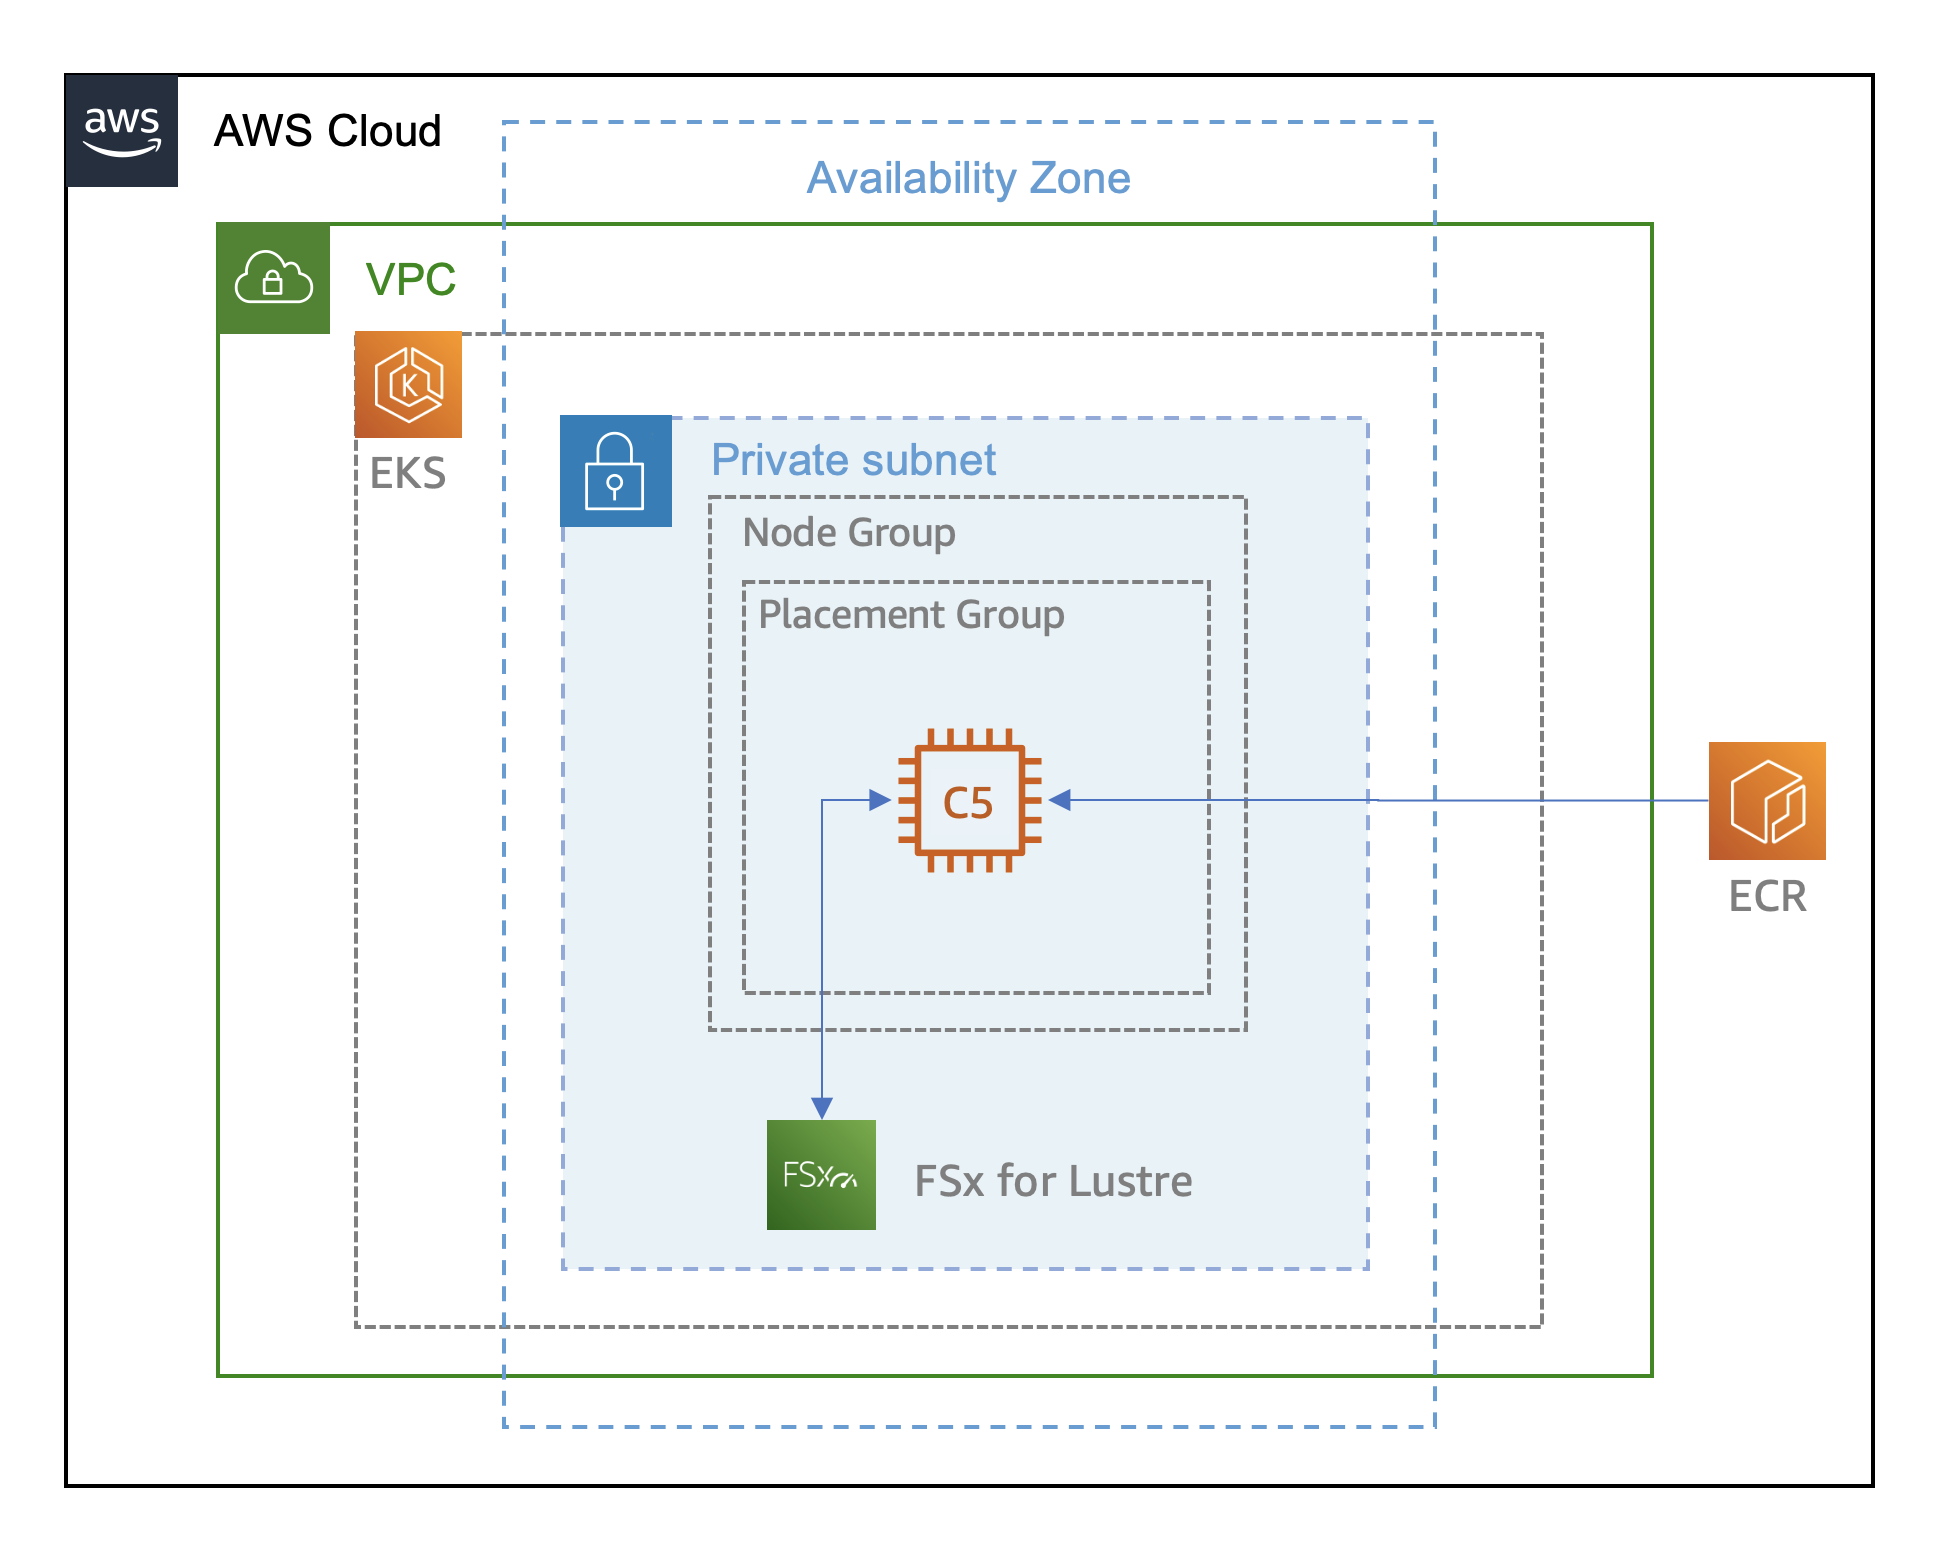 aws
AWS Cloud
Availability Zone
VPC
K
EKS
Private subnet
Node Group
Placement Group
C5
ECR
FSx
FSx for Lustre